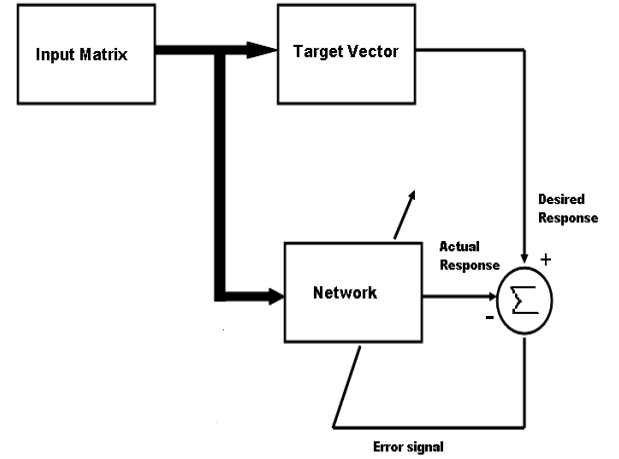 Input Matrix
Target Vector
Desired
Response
Actual
Response
+
Network
Σ
-
Error signal